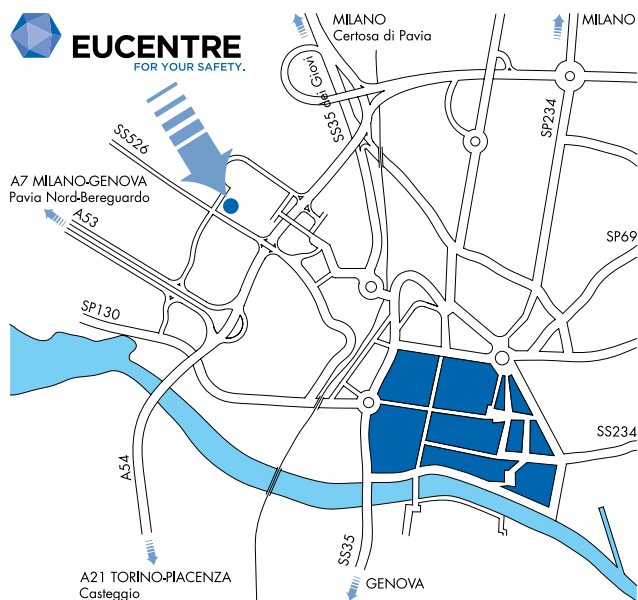 EUCENTRE
FOR YOUR SAFETY.
MILANO
Certosa di Pavia
MILANO
SS35 dei Giovi
SP234
SS526
A7 MILANO-GENOVA
Pavia Nord-Bereguardo
A53
SP69
SP130
SS234
A54
SS35
A21 TORINO-PIACENZA
Casteggio
GENOVA